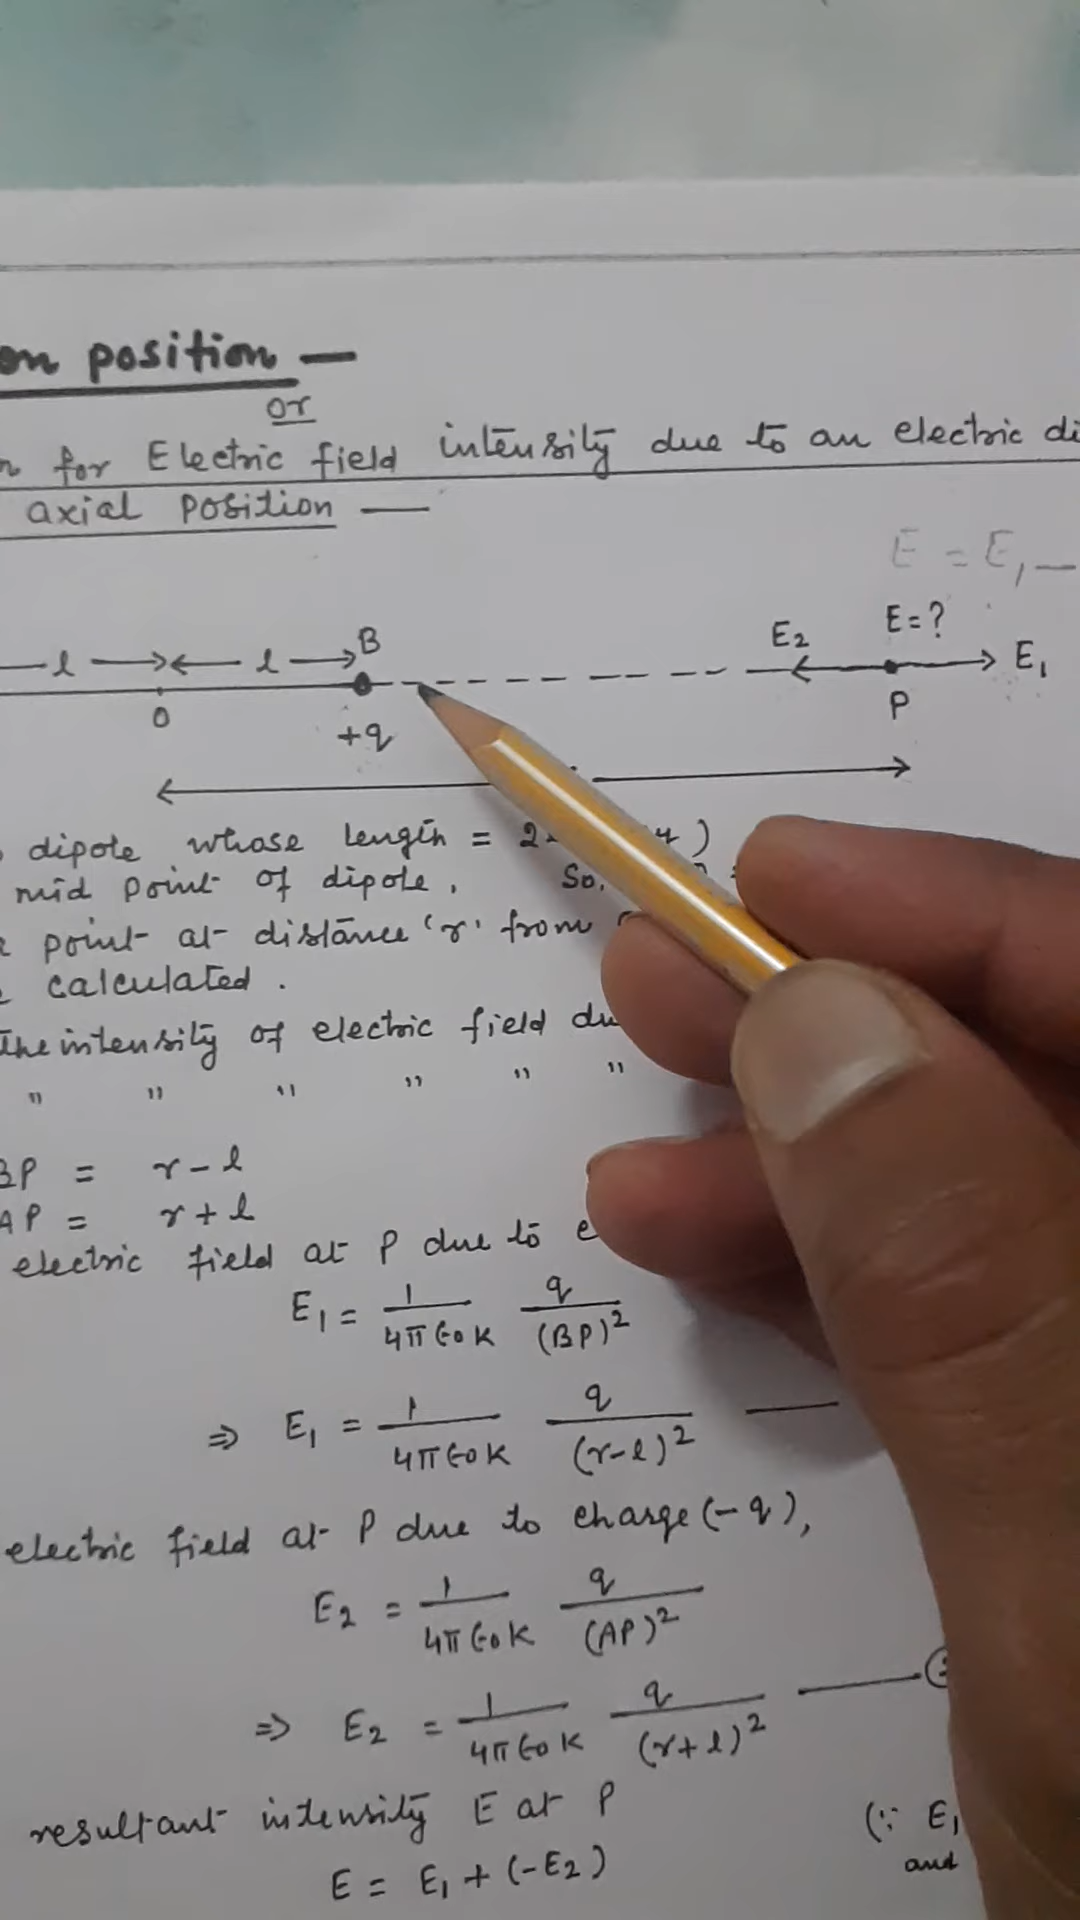 on position —
or
n for Electric field intensity due to an electric di
axial position —
E = E₁ —
l l B E₂ E=? E₁
O +q P
dipole whose length = 2
mid point of dipole. So,
point at distance 'r' from
calculated.
The intensity of electric field du
" " " " " "
BP = r-l
AP = r+l
electric field at P due to
E₁ = 1/4πε₀K q/(BP)²
⇒ E₁ = 1/4πε₀K q/(r-l)² —
electric field at P due to charge (-q),
E₂ = 1/4πε₀K q/(AP)²
⇒ E₂ = 1/4πε₀K q/(r+l)² —
resultant intensity E at P
(∵ E₁
E = E₁ + (-E₂) and